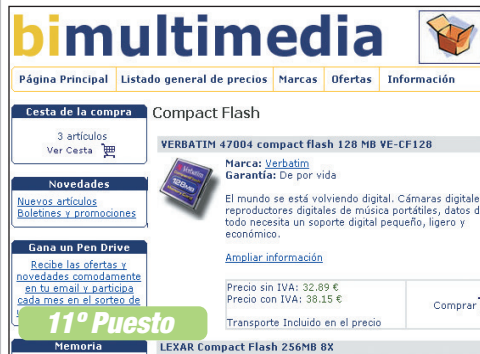 bimultimedia
Página Principal
Listado general de precios
Marcas
Ofertas
Información
Cesta de la compra
3 artículos
Ver Cesta
Novedades
Nuevos artículos
Boletines y promociones
Gana un Pen Drive
Recibe las ofertas y
novedades comodamente
en tu email y participa
cada mes en el sorteo de
11º Puesto
Memoria
Compact Flash
VERBATIM 47004 compact flash 128 MB VE-CF128
Verbatim
128MB
Marca: Verbatim
Garantía: De por vida
El mundo se está volviendo digital. Cámaras digitale
reproductores digitales de música portátiles, datos d
todo necesita un soporte digital pequeño, ligero y
económico.
Ampliar información
Precio sin IVA: 32.89 €
Precio con IVA: 38.15 €
Transporte Incluido en el precio
Comprar
LEXAR Compact Flash 256MB 8X